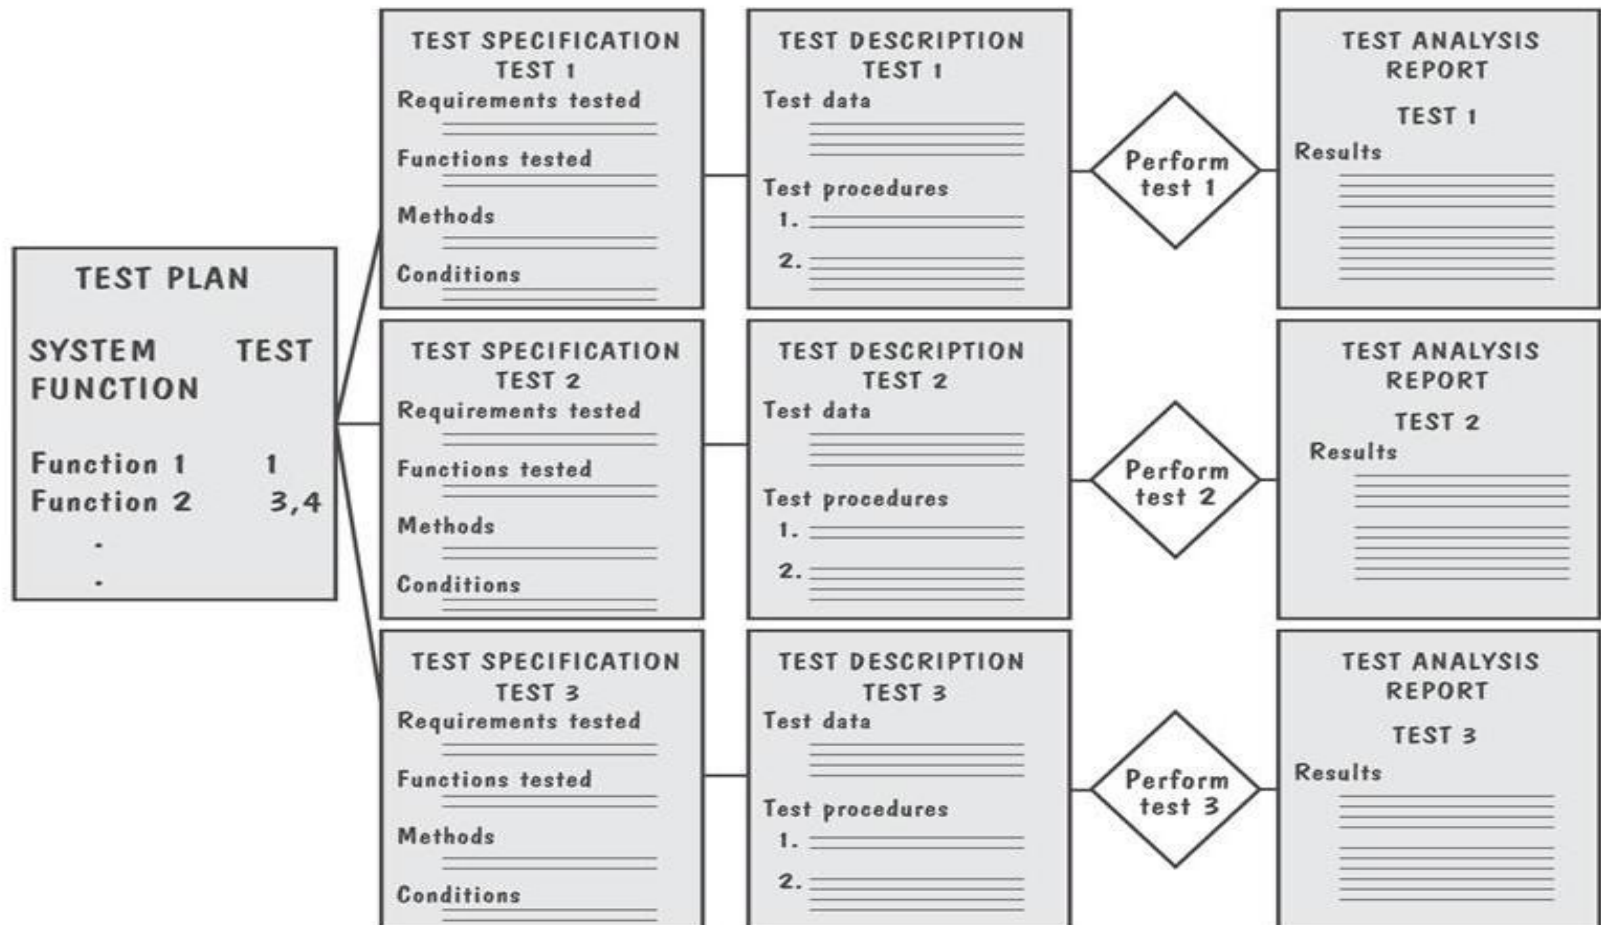 TEST PLAN
SYSTEM TEST
FUNCTION
Function 1 1
Function 2 3,4
.
.
TEST SPECIFICATION
TEST 1
Requirements tested
Functions tested
Methods
Conditions
TEST DESCRIPTION
TEST 1
Test data
Test procedures
1.
2.
Perform
test 1
TEST ANALYSIS
REPORT
TEST 1
Results
TEST SPECIFICATION
TEST 2
Requirements tested
Functions tested
Methods
Conditions
TEST DESCRIPTION
TEST 2
Test data
Test procedures
1.
2.
Perform
test 2
TEST ANALYSIS
REPORT
TEST 2
Results
TEST SPECIFICATION
TEST 3
Requirements tested
Functions tested
Methods
Conditions
TEST DESCRIPTION
TEST 3
Test data
Test procedures
1.
2.
Perform
test 3
TEST ANALYSIS
REPORT
TEST 3
Results